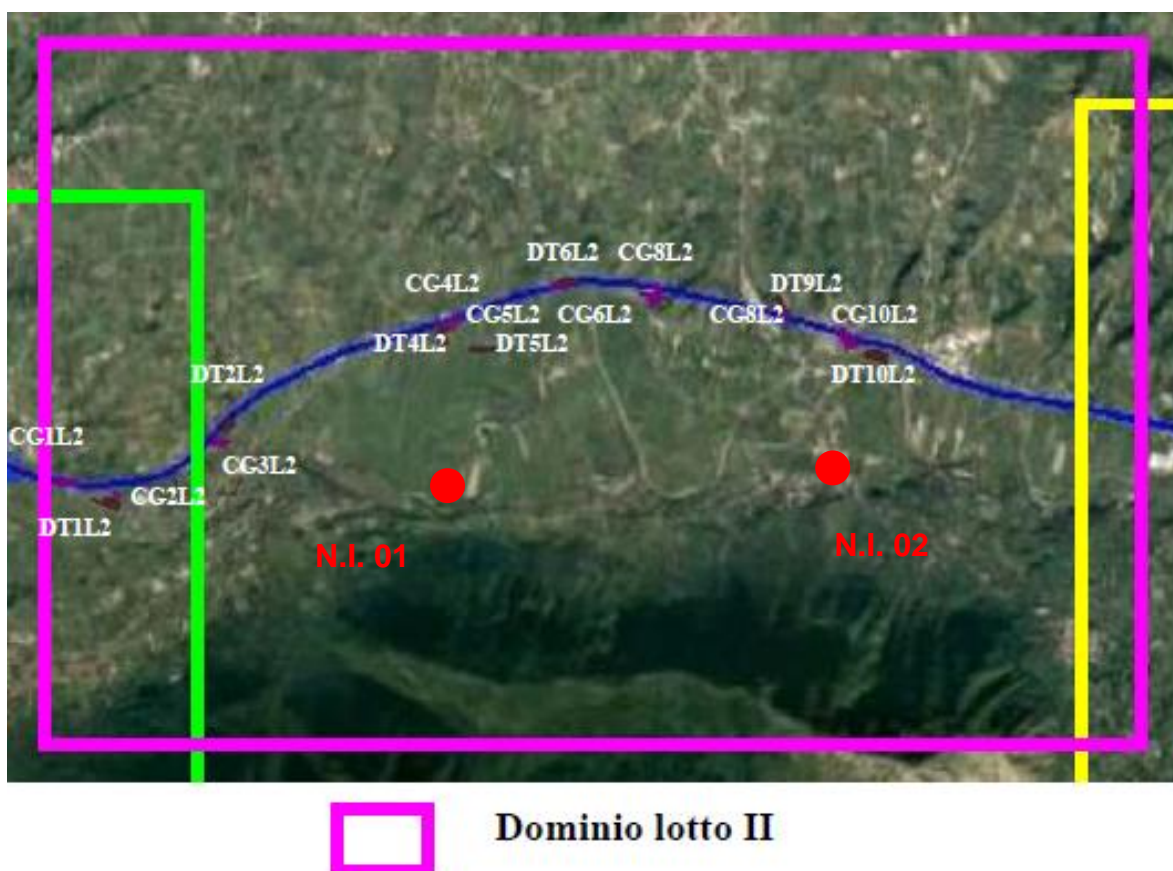 DT6L2 CG8L2
CG4L2 DT9L2
CG5L2 CG6L2 CG8L2 CG10L2
DT4L2 DT5L2
DT2L2 DT10L2
CG1L2
CG3L2
CG2L2
DT1L2
N.I. 01 N.I. 02
Dominio lotto II